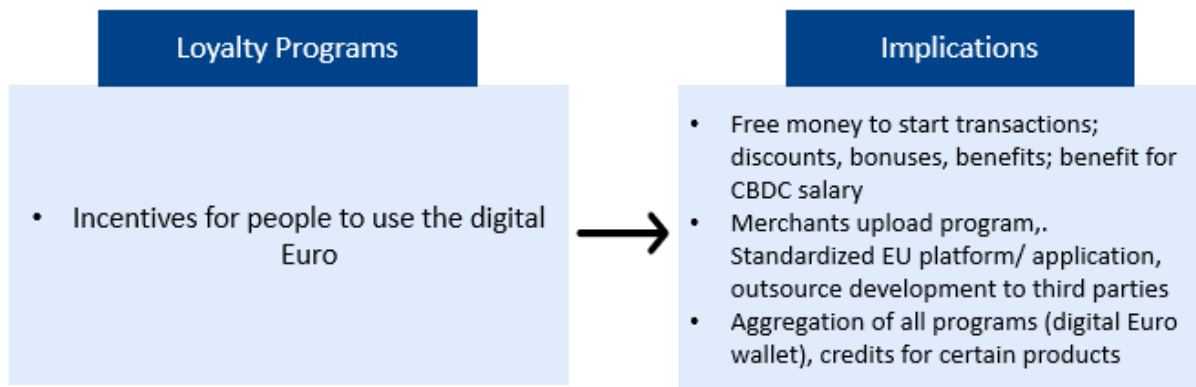 Loyalty Programs
• Incentives for people to use the digital
Euro
Implications
• Free money to start transactions;
discounts, bonuses, benefits; benefit for
CBDC salary
• Merchants upload program,.
Standardized EU platform/ application,
outsource development to third parties
• Aggregation of all programs (digital Euro
wallet), credits for certain products